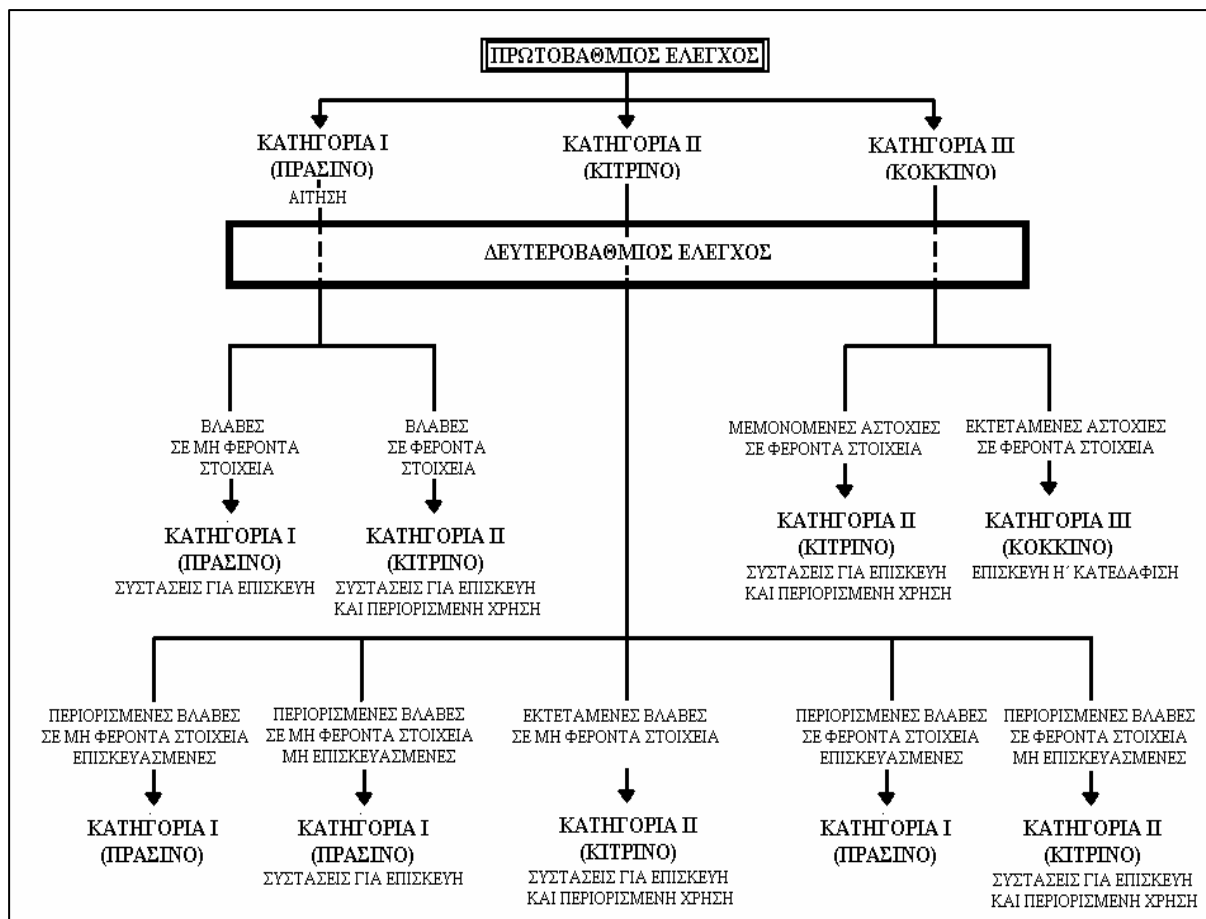 ΠΡΩΤΟΒΑΘΜΙΟΣ ΕΛΕΓΧΟΣ
ΚΑΤΗΓΟΡΙΑ Ι
(ΠΡΑΣΙΝΟ)
ΑΙΤΗΣΗ
ΚΑΤΗΓΟΡΙΑ ΙΙ
(ΚΙΤΡΙΝΟ)
ΚΑΤΗΓΟΡΙΑ ΙΙΙ
(ΚΟΚΚΙΝΟ)
ΔΕΥΤΕΡΟΒΑΘΜΙΟΣ ΕΛΕΓΧΟΣ
ΒΛΑΒΕΣ
ΣΕ ΜΗ ΦΕΡΟΝΤΑ
ΣΤΟΙΧΕΙΑ
ΚΑΤΗΓΟΡΙΑ Ι
(ΠΡΑΣΙΝΟ)
ΣΥΣΤΑΣΕΙΣ ΓΙΑ ΕΠΙΣΚΕΥΗ
ΒΛΑΒΕΣ
ΣΕ ΦΕΡΟΝΤΑ
ΣΤΟΙΧΕΙΑ
ΚΑΤΗΓΟΡΙΑ ΙΙ
(ΚΙΤΡΙΝΟ)
ΣΥΣΤΑΣΕΙΣ ΓΙΑ ΕΠΙΣΚΕΥΗ
ΚΑΙ ΠΕΡΙΟΡΙΣΜΕΝΗ ΧΡΗΣΗ
ΜΕΜΟΝΟΜΕΝΕΣ ΑΣΤΟΧΙΕΣ
ΣΕ ΦΕΡΟΝΤΑ ΣΤΟΙΧΕΙΑ
ΚΑΤΗΓΟΡΙΑ ΙΙ
(ΚΙΤΡΙΝΟ)
ΣΥΣΤΑΣΕΙΣ ΓΙΑ ΕΠΙΣΚΕΥΗ
ΚΑΙ ΠΕΡΙΟΡΙΣΜΕΝΗ ΧΡΗΣΗ
ΕΚΤΕΤΑΜΕΝΕΣ ΑΣΤΟΧΙΕΣ
ΣΕ ΦΕΡΟΝΤΑ ΣΤΟΙΧΕΙΑ
ΚΑΤΗΓΟΡΙΑ ΙΙΙ
(ΚΟΚΚΙΝΟ)
ΕΠΙΣΚΕΥΗ Η΄ ΚΑΤΕΔΑΦΙΣΗ
ΠΕΡΙΟΡΙΣΜΕΝΕΣ ΒΛΑΒΕΣ
ΣΕ ΜΗ ΦΕΡΟΝΤΑ ΣΤΟΙΧΕΙΑ
ΕΠΙΣΚΕΥΑΣΜΕΝΕΣ
ΚΑΤΗΓΟΡΙΑ Ι
(ΠΡΑΣΙΝΟ)
ΠΕΡΙΟΡΙΣΜΕΝΕΣ ΒΛΑΒΕΣ
ΣΕ ΜΗ ΦΕΡΟΝΤΑ ΣΤΟΙΧΕΙΑ
ΜΗ ΕΠΙΣΚΕΥΑΣΜΕΝΕΣ
ΚΑΤΗΓΟΡΙΑ Ι
(ΠΡΑΣΙΝΟ)
ΣΥΣΤΑΣΕΙΣ ΓΙΑ ΕΠΙΣΚΕΥΗ
ΕΚΤΕΤΑΜΕΝΕΣ ΒΛΑΒΕΣ
ΣΕ ΜΗ ΦΕΡΟΝΤΑ ΣΤΟΙΧΕΙΑ
ΚΑΤΗΓΟΡΙΑ ΙΙ
(ΚΙΤΡΙΝΟ)
ΣΥΣΤΑΣΕΙΣ ΓΙΑ ΕΠΙΣΚΕΥΗ
ΚΑΙ ΠΕΡΙΟΡΙΣΜΕΝΗ ΧΡΗΣΗ
ΠΕΡΙΟΡΙΣΜΕΝΕΣ ΒΛΑΒΕΣ
ΣΕ ΦΕΡΟΝΤΑ ΣΤΟΙΧΕΙΑ
ΕΠΙΣΚΕΥΑΣΜΕΝΕΣ
ΚΑΤΗΓΟΡΙΑ Ι
(ΠΡΑΣΙΝΟ)
ΠΕΡΙΟΡΙΣΜΕΝΕΣ ΒΛΑΒΕΣ
ΣΕ ΦΕΡΟΝΤΑ ΣΤΟΙΧΕΙΑ
ΜΗ ΕΠΙΣΚΕΥΑΣΜΕΝΕΣ
ΚΑΤΗΓΟΡΙΑ ΙΙ
(ΚΙΤΡΙΝΟ)
ΣΥΣΤΑΣΕΙΣ ΓΙΑ ΕΠΙΣΚΕΥΗ
ΚΑΙ ΠΕΡΙΟΡΙΣΜΕΝΗ ΧΡΗΣΗ